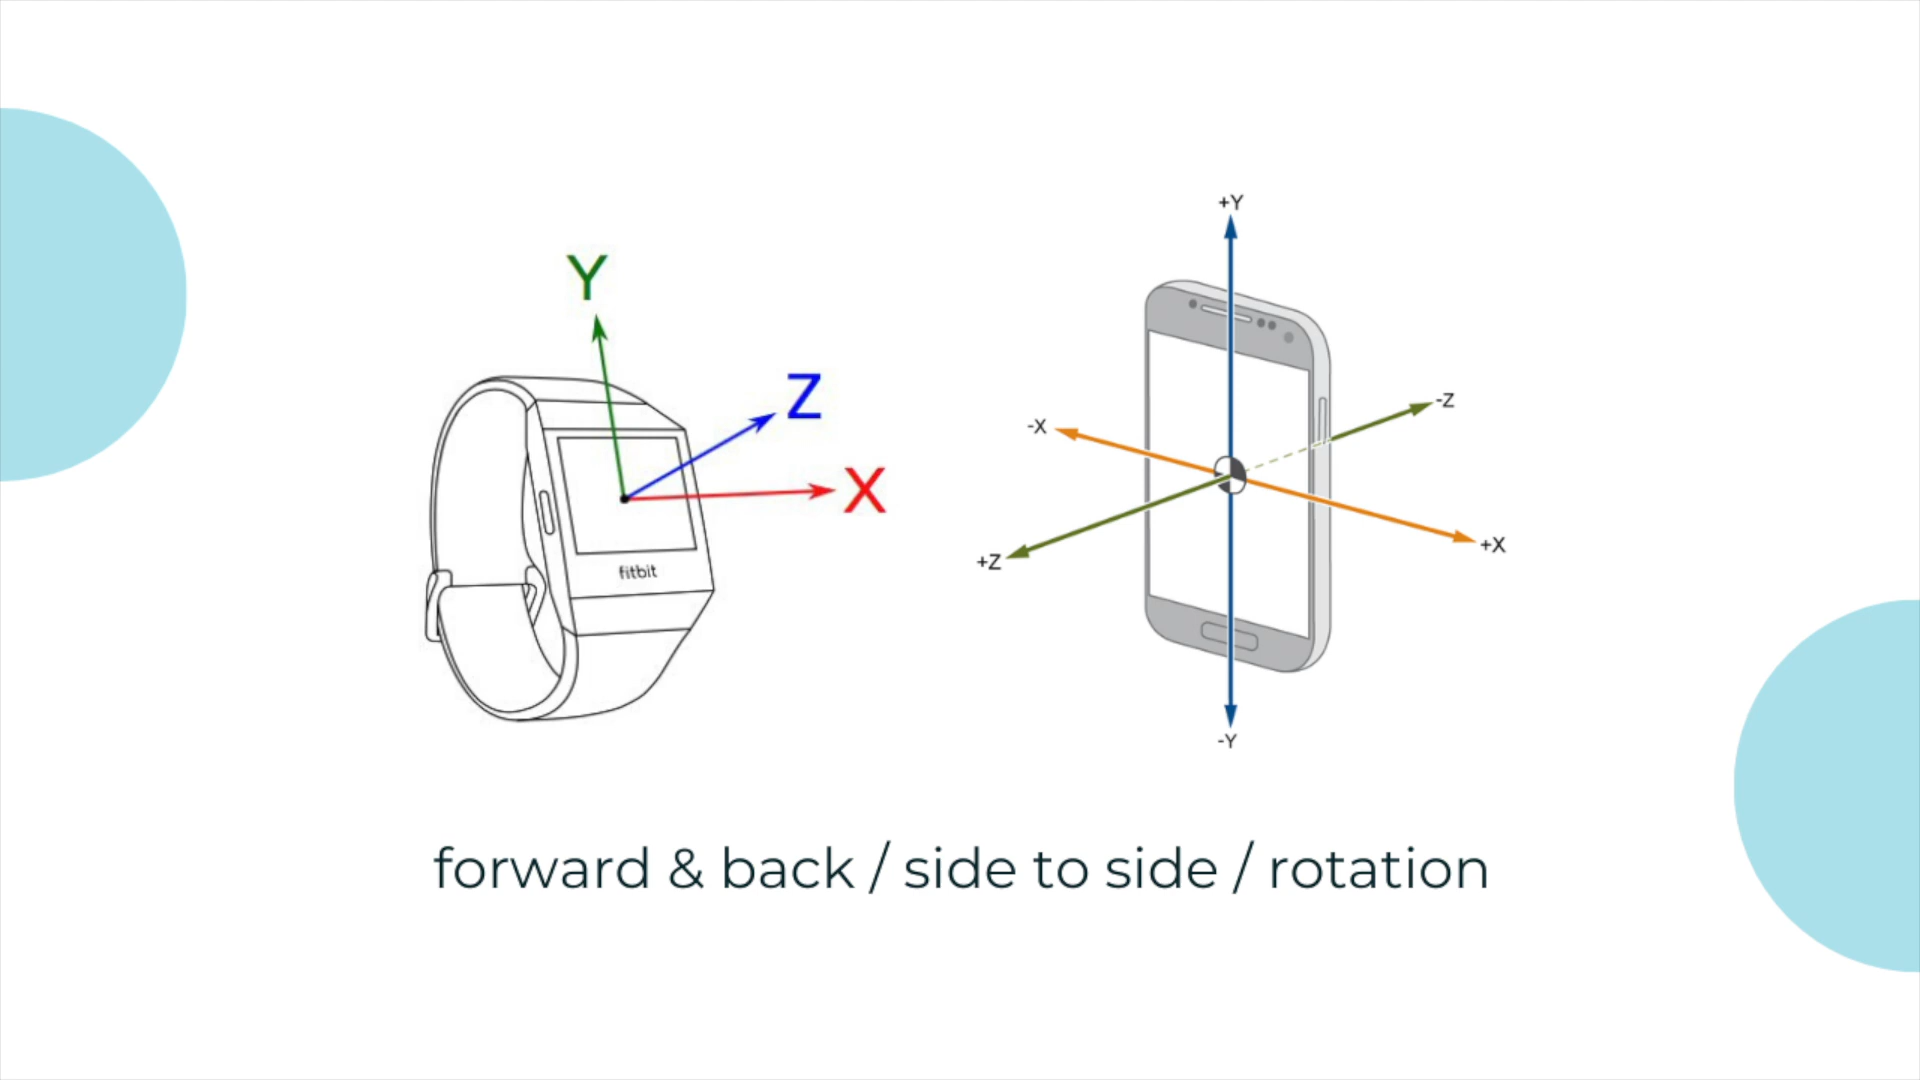 Y
Z
X
fitbit
+Y
-Z
-X
+Z
+X
-Y
forward & back / side to side / rotation